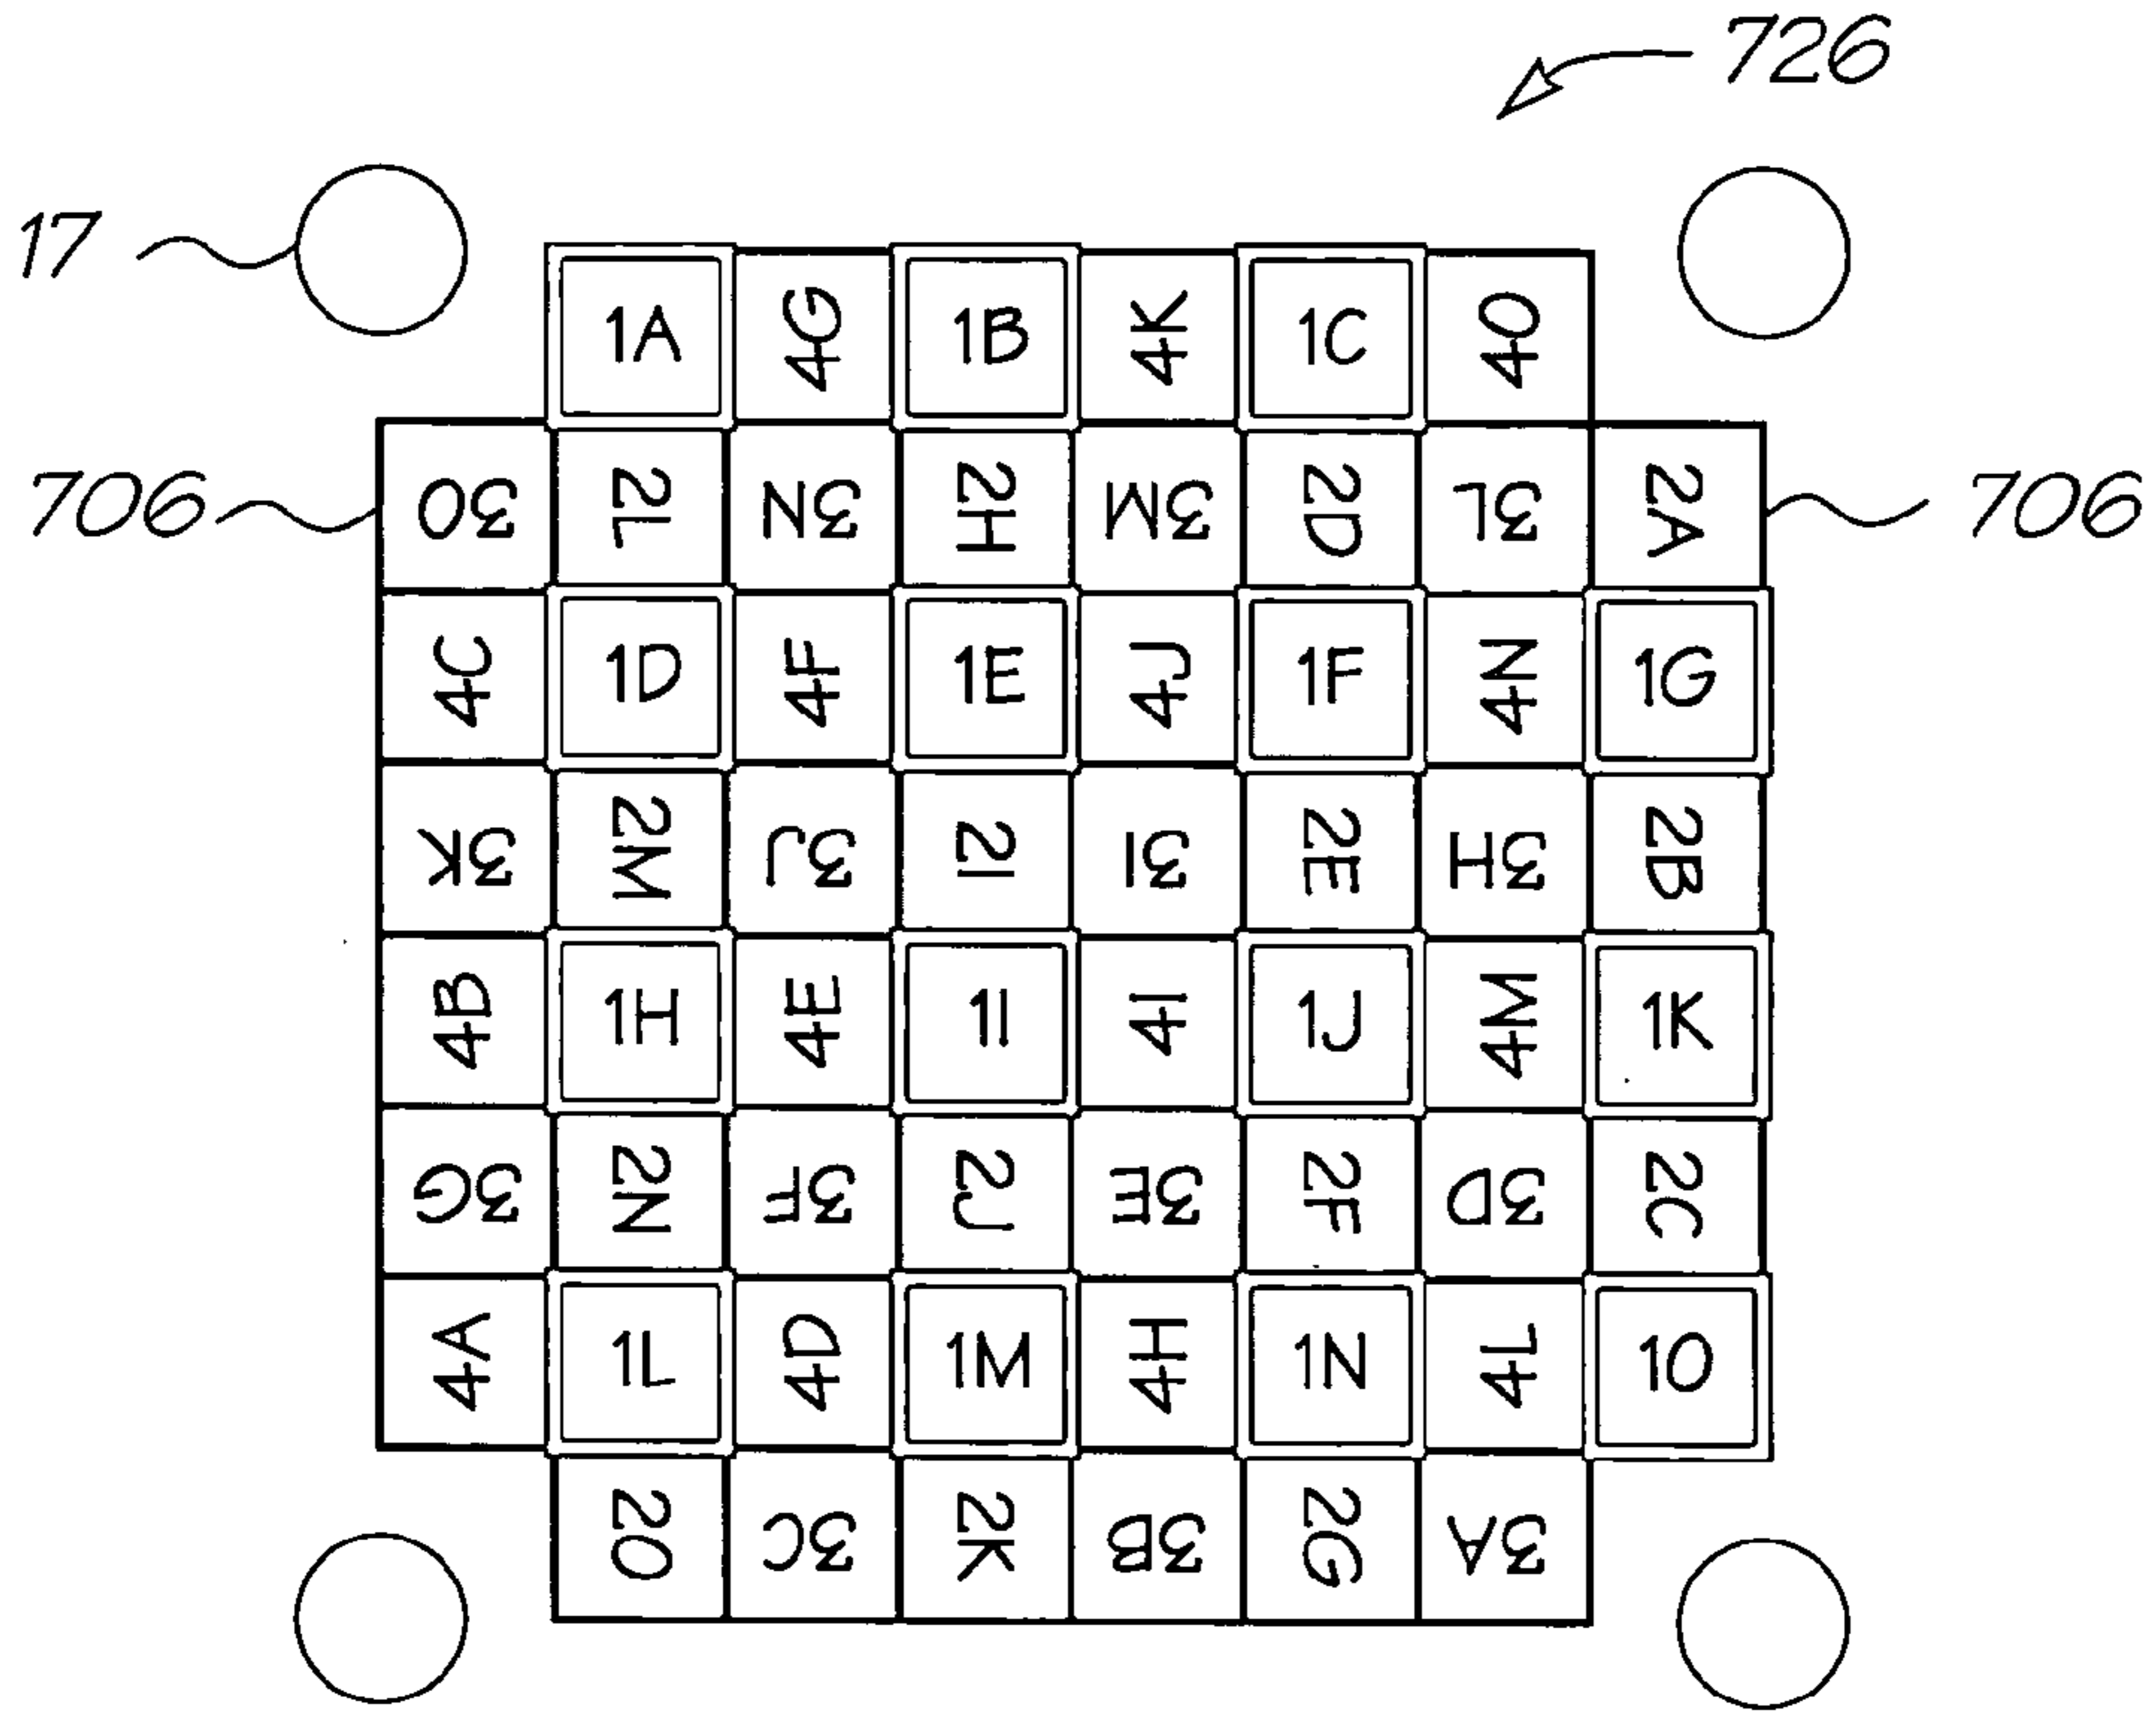 726
17
1A 4G 1B 4K 1C 4O
706 3O 2L 3N 2H 3M 2D 3L 2A 706
4C 1D 4F 1E 4J 1F 4N 1G
3K 2M 3J 2I 3I 2E 3H 2B
4B 1H 4E 1I 4I 1J 4M 1K
3G 2N 3F 2J 3E 2F 3D 2C
4A 1L 4D 1M 4H 1N 4L 1O
2O 3C 2K 3B 2G 3A